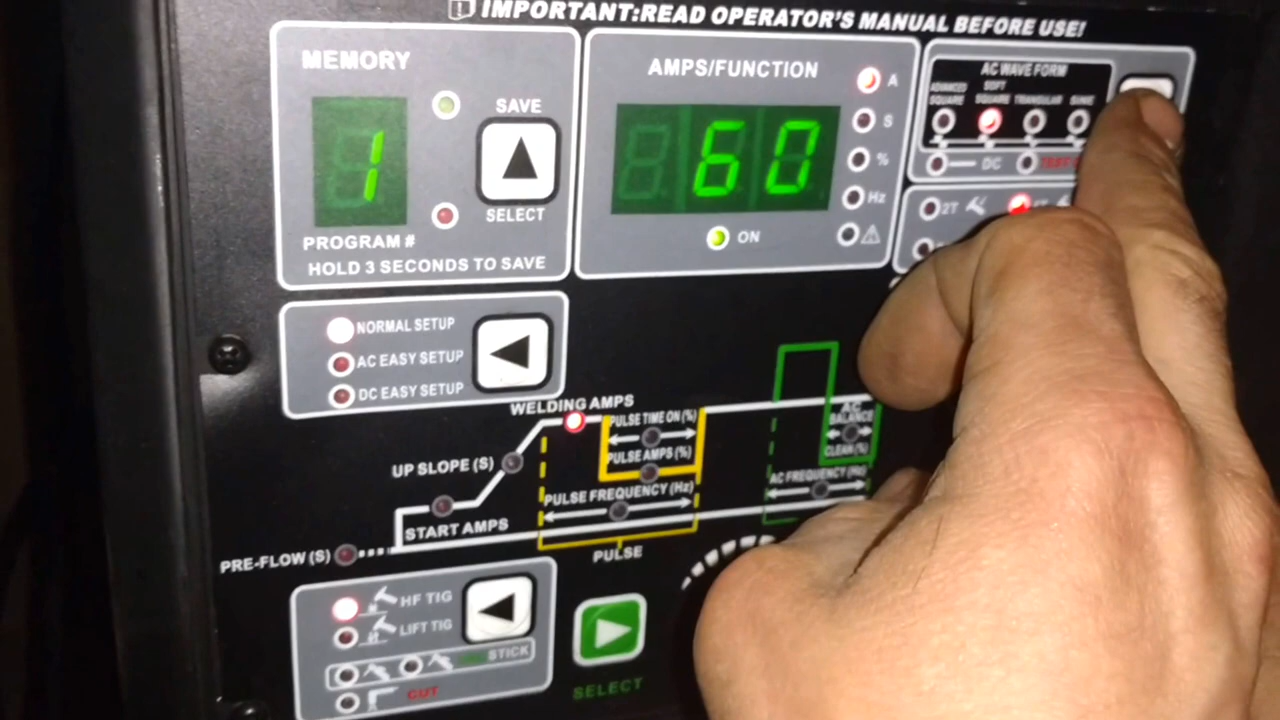 IMPORTANT:READ OPERATOR'S MANUAL BEFORE USE!
MEMORY
1
SAVE
SELECT
PROGRAM #
HOLD 3 SECONDS TO SAVE
AMPS/FUNCTION
60
A
S
%
Hz
ON
AC WAVE FORM
ADVANCED SQUARE
SOFT SQUARE
TRIANGULAR
SINE
DC
2T
NORMAL SETUP
AC EASY SETUP
DC EASY SETUP
WELDING AMPS
PULSE TIME ON (%)
PULSE AMPS (%)
UP SLOPE (S)
PULSE FREQUENCY (Hz)
START AMPS
PRE-FLOW (S)
PULSE
AC
BALANCE
CLEAN (%)
AC FREQUENCY (Hz)
HF TIG
LIFT TIG
STICK
CUT
SELECT